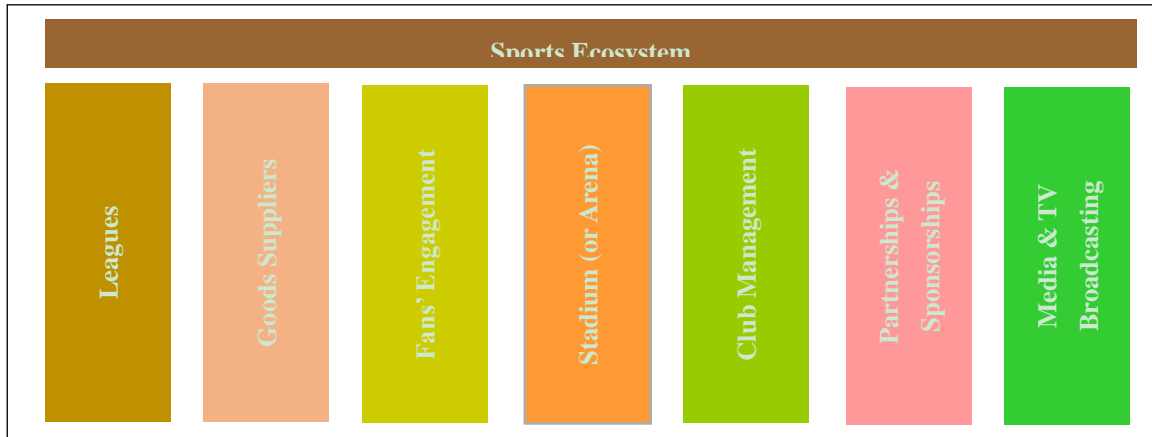 Sports Ecosystem
Leagues
Goods Suppliers
Fans’ Engagement
Stadium (or Arena)
Club Management
Partnerships &
Sponsorships
Media & TV
Broadcasting